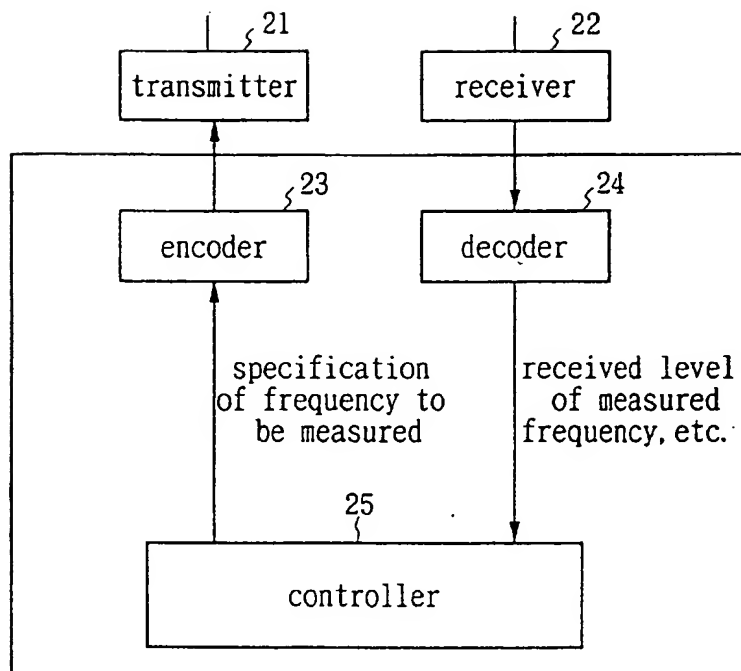 21
transmitter
22
receiver
23
encoder
24
decoder
specification
of frequency to
be measured
received level
of measured
frequency, etc.
25
controller